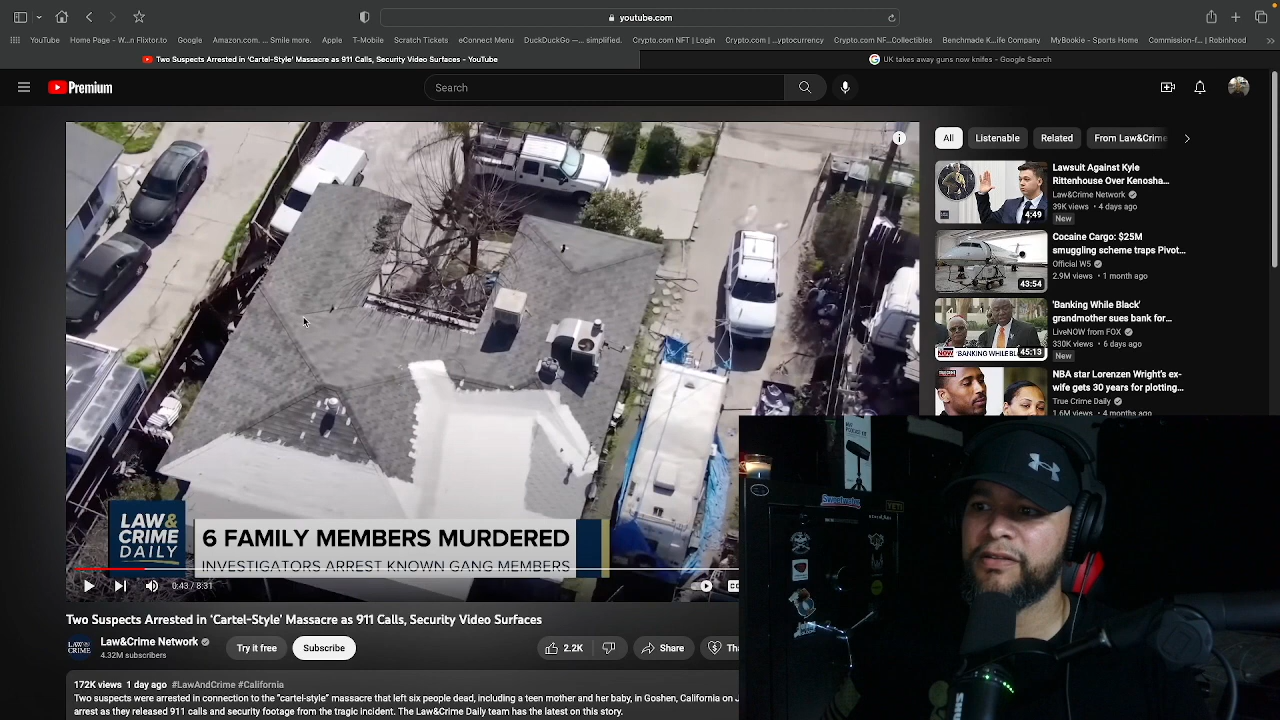 youtube.com
YouTube Home Page - W...n Flixtor.to Google Amazon.com. ... Smile more. Apple T-Mobile Scratch Tickets eConnect Menu DuckDuckGo — ... simplified. Crypto.com NFT | Login Crypto.com | ...yptocurrency Crypto.com NF...Collectibles Benchmade K...ife Company MyBookie - Sports Home Commission-f... | Robinhood
Two Suspects Arrested in 'Cartel-Style' Massacre as 911 Calls, Security Video Surfaces - YouTube
UK takes away guns now knifes - Google Search
Premium
Search
All Listenable Related From Law&Crime
Lawsuit Against Kyle
Rittenhouse Over Kenosha...
Law&Crime Network
39K views • 4 days ago
New
4:49
Cocaine Cargo: $25M
smuggling scheme traps Pivot...
Official W5
2.9M views • 1 month ago
43:54
'Banking While Black'
grandmother sues bank for...
LiveNOW from FOX
330K views • 6 days ago
New
NOW 'BANKING WHILE BL
45:13
NBA star Lorenzen Wright's ex-
wife gets 30 years for plotting...
True Crime Daily
1.6M views • 4 months ago
LAW&
CRIME
DAILY
6 FAMILY MEMBERS MURDERED
INVESTIGATORS ARREST KNOWN GANG MEMBERS
0:43 / 8:31
Sweetwater
YETI
Two Suspects Arrested in 'Cartel-Style' Massacre as 911 Calls, Security Video Surfaces
LAW&
CRIME
Law&Crime Network
4.32M subscribers
Try it free
Subscribe
2.2K
Share
Tha
172K views 1 day ago #LawAndCrime #California
Two suspects were arrested in connection to the "cartel-style" massacre that left six people dead, including a teen mother and her baby, in Goshen, California on J
arrest as they released 911 calls and security footage from the tragic incident. The Law&Crime Daily team has the latest on this story.